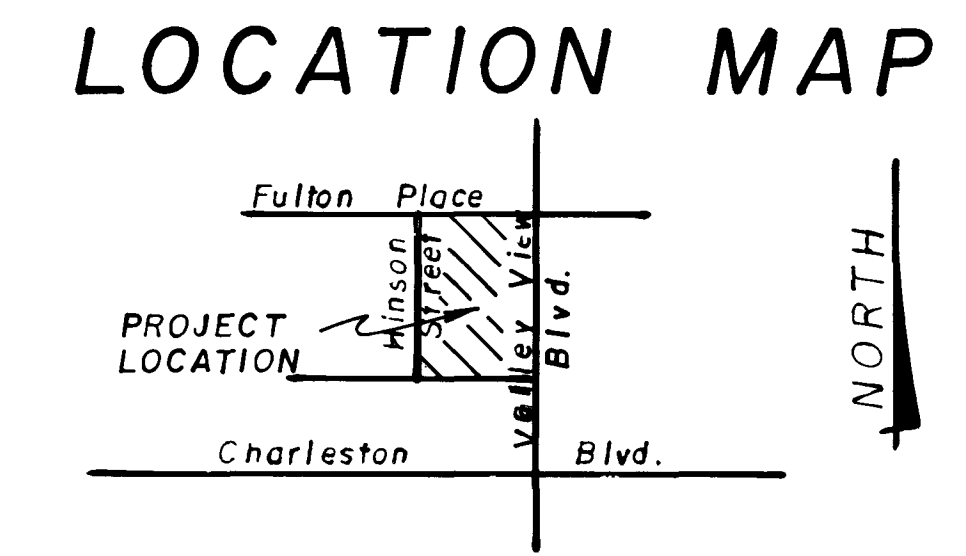 LOCATION MAP
Fulton Place
Hinson
Street
Valley View
Blvd.
PROJECT
LOCATION
NORTH
Charleston Blvd.